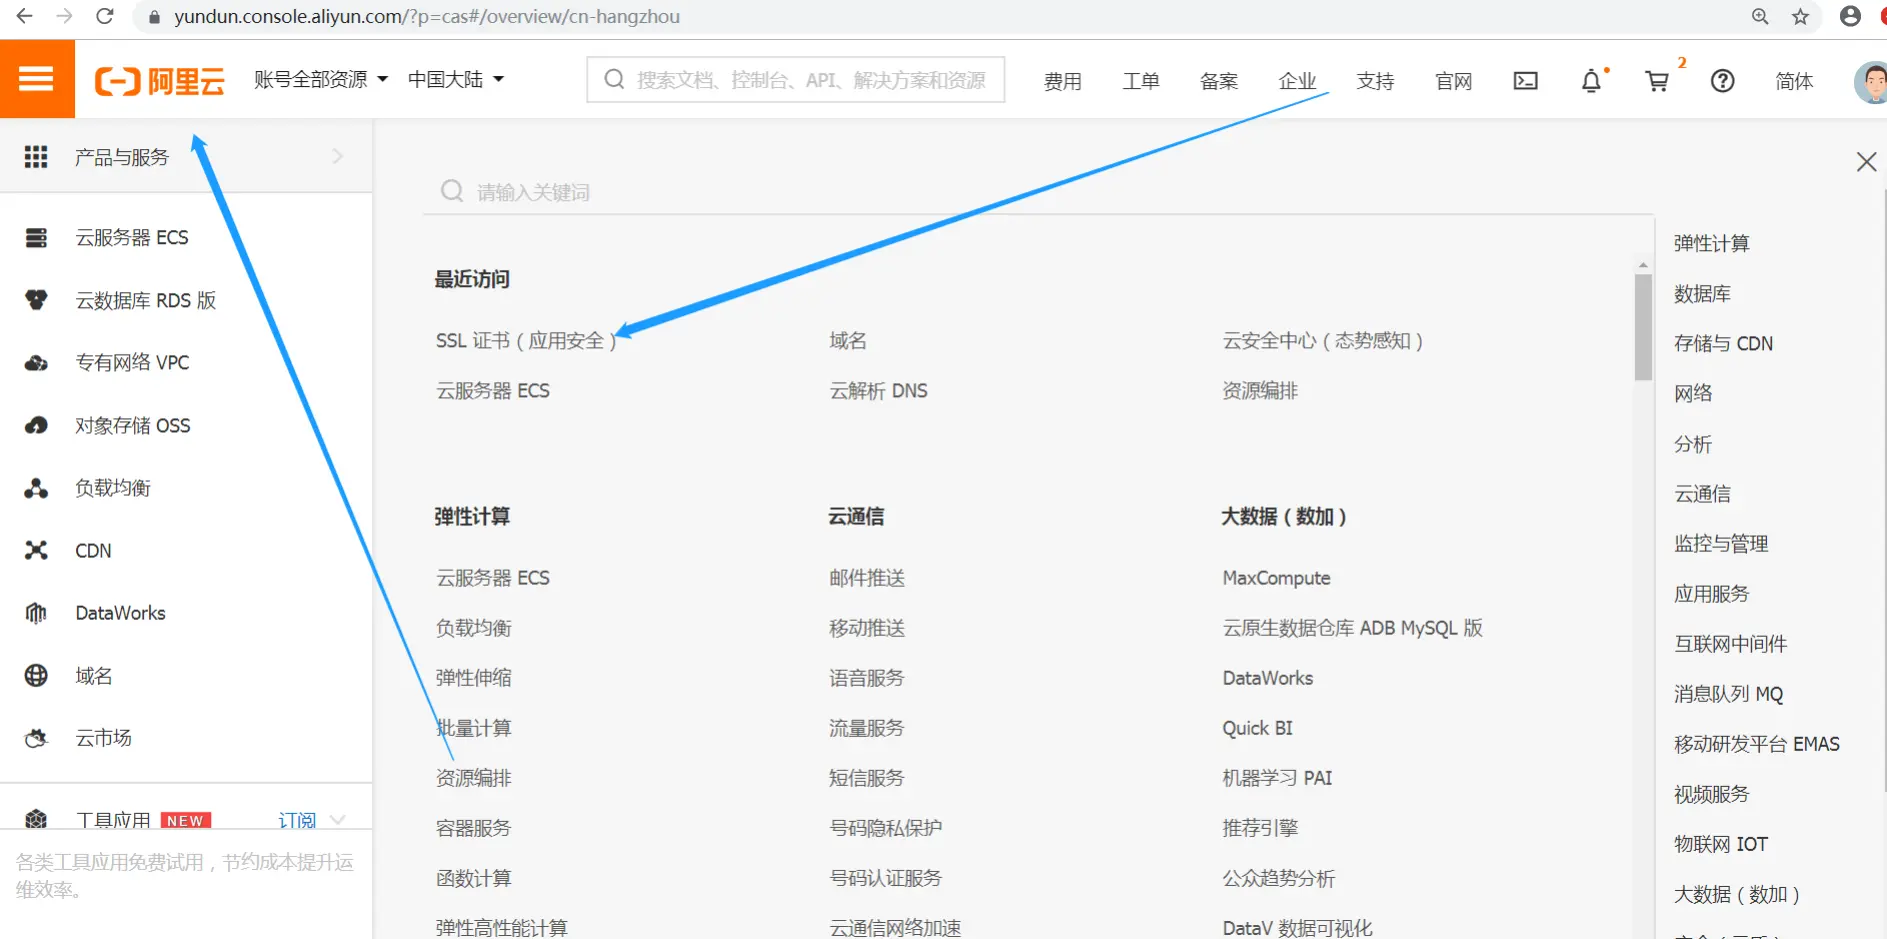 yundun.console.aliyun.com/?p=cas#/overview/cn-hangzhou
阿里云 账号全部资源 中国大陆 搜索文档、控制台、API、解决方案和资源 费用 工单 备案 企业 支持 官网 2 简体
产品与服务
请输入关键词
云服务器 ECS
云数据库 RDS 版
专有网络 VPC
对象存储 OSS
负载均衡
CDN
DataWorks
域名
云市场
工具应用 NEW 订阅
各类工具应用免费试用，节约成本提升运
维效率。
最近访问
SSL 证书（应用安全） 域名 云安全中心（态势感知）
云服务器 ECS 云解析 DNS 资源编排
弹性计算 云通信 大数据（数加）
云服务器 ECS 邮件推送 MaxCompute
负载均衡 移动推送 云原生数据仓库 ADB MySQL 版
弹性伸缩 语音服务 DataWorks
批量计算 流量服务 Quick BI
资源编排 短信服务 机器学习 PAI
容器服务 号码隐私保护 推荐引擎
函数计算 号码认证服务 公众趋势分析
弹性高性能计算 云通信网络加速 DataV 数据可视化
弹性计算
数据库
存储与 CDN
网络
分析
云通信
监控与管理
应用服务
互联网中间件
消息队列 MQ
移动研发平台 EMAS
视频服务
物联网 IOT
大数据（数加）